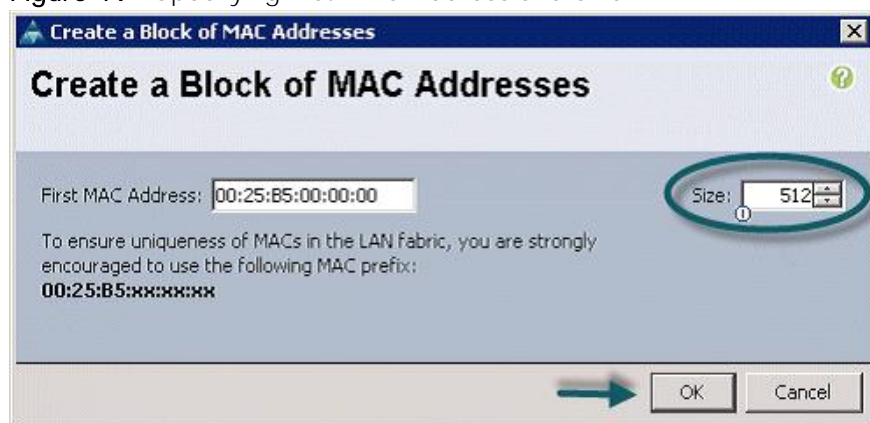 Create a Block of MAC Addresses
Create a Block of MAC Addresses
First MAC Address: 00:25:B5:00:00:00
Size: 512
To ensure uniqueness of MACs in the LAN fabric, you are strongly
encouraged to use the following MAC prefix:
00:25:B5:xx:xx:xx
OK Cancel